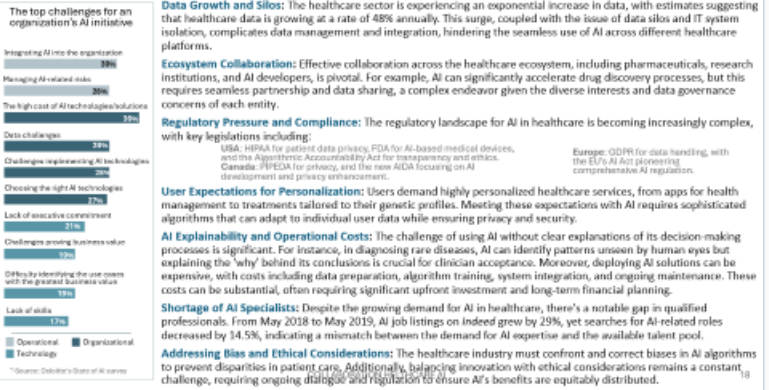 The top challenges for an
organization's AI initiative
Integrating AI into the organization
Managing AI-related risks
The high cost of AI technologies/solutions
Data challenges
Challenges implementing AI technologies
Choosing the right AI technologies
27%
Lack of executive commitment
21%
Challenges proving business value
19%
Difficulty identifying the use cases
with the greatest business value
19%
Lack of skills
17%
Operational Organizational
Technology
*Source: Deloitte's State of AI survey
Data Growth and Silos: The healthcare sector is experiencing an exponential increase in data, with estimates suggesting
that healthcare data is growing at a rate of 48% annually. This surge, coupled with the issue of data silos and IT system
isolation, complicates data management and integration, hindering the seamless use of AI across different healthcare
platforms.
Ecosystem Collaboration: Effective collaboration across the healthcare ecosystem, including pharmaceuticals, research
institutions, and AI developers, is pivotal. For example, AI can significantly accelerate drug discovery processes, but this
requires seamless partnership and data sharing, a complex endeavor given the diverse interests and data governance
concerns of each entity.
Regulatory Pressure and Compliance: The regulatory landscape for AI in healthcare is becoming increasingly complex,
with key legislations including:
USA: HIPAA for patient data privacy, FDA for AI-based medical devices,
and the Algorithmic Accountability Act for transparency and ethics.
Canada: PIPEDA for privacy, and the new AIDA focusing on AI
development and privacy enhancement.
Europe: GDPR for data handling, with
the EU's AI Act pioneering
comprehensive AI regulation.
User Expectations for Personalization: Users demand highly personalized healthcare services, from apps for health
management to treatments tailored to their genetic profiles. Meeting these expectations with AI requires sophisticated
algorithms that can adapt to individual user data while ensuring privacy and security.
AI Explainability and Operational Costs: The challenge of using AI without clear explanations of its decision-making
processes is significant. For instance, in diagnosing rare diseases, AI can identify patterns unseen by human eyes but
explaining the 'why' behind its conclusions is crucial for clinician acceptance. Moreover, deploying AI solutions can be
expensive, with costs including data preparation, algorithm training, system integration, and ongoing maintenance. These
costs can be substantial, often requiring significant upfront investment and long-term financial planning.
Shortage of AI Specialists: Despite the growing demand for AI in healthcare, there's a notable gap in qualified
professionals. From May 2018 to May 2019, AI job listings on Indeed grew by 29%, yet searches for AI-related roles
decreased by 14.5%, indicating a mismatch between the demand for AI expertise and the available talent pool.
Addressing Bias and Ethical Considerations: The healthcare industry must confront and correct biases in AI algorithms
to prevent disparities in patient care. Additionally, balancing innovation with ethical considerations remains a constant
challenge, requiring ongoing dialogue and regulation to ensure AI's benefits are equitably distributed.
18